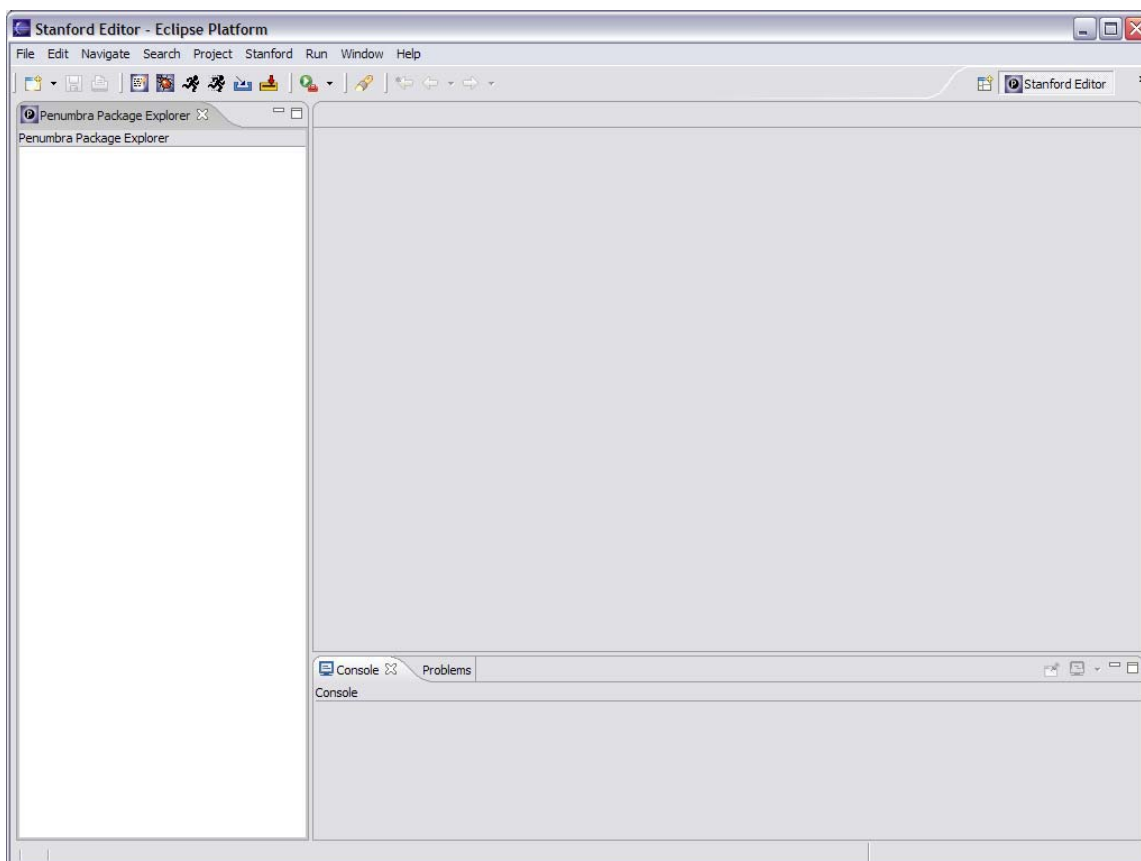 Stanford Editor - Eclipse Platform
File Edit Navigate Search Project Stanford Run Window Help
Stanford Editor
Penumbra Package Explorer
Penumbra Package Explorer
Console Problems
Console